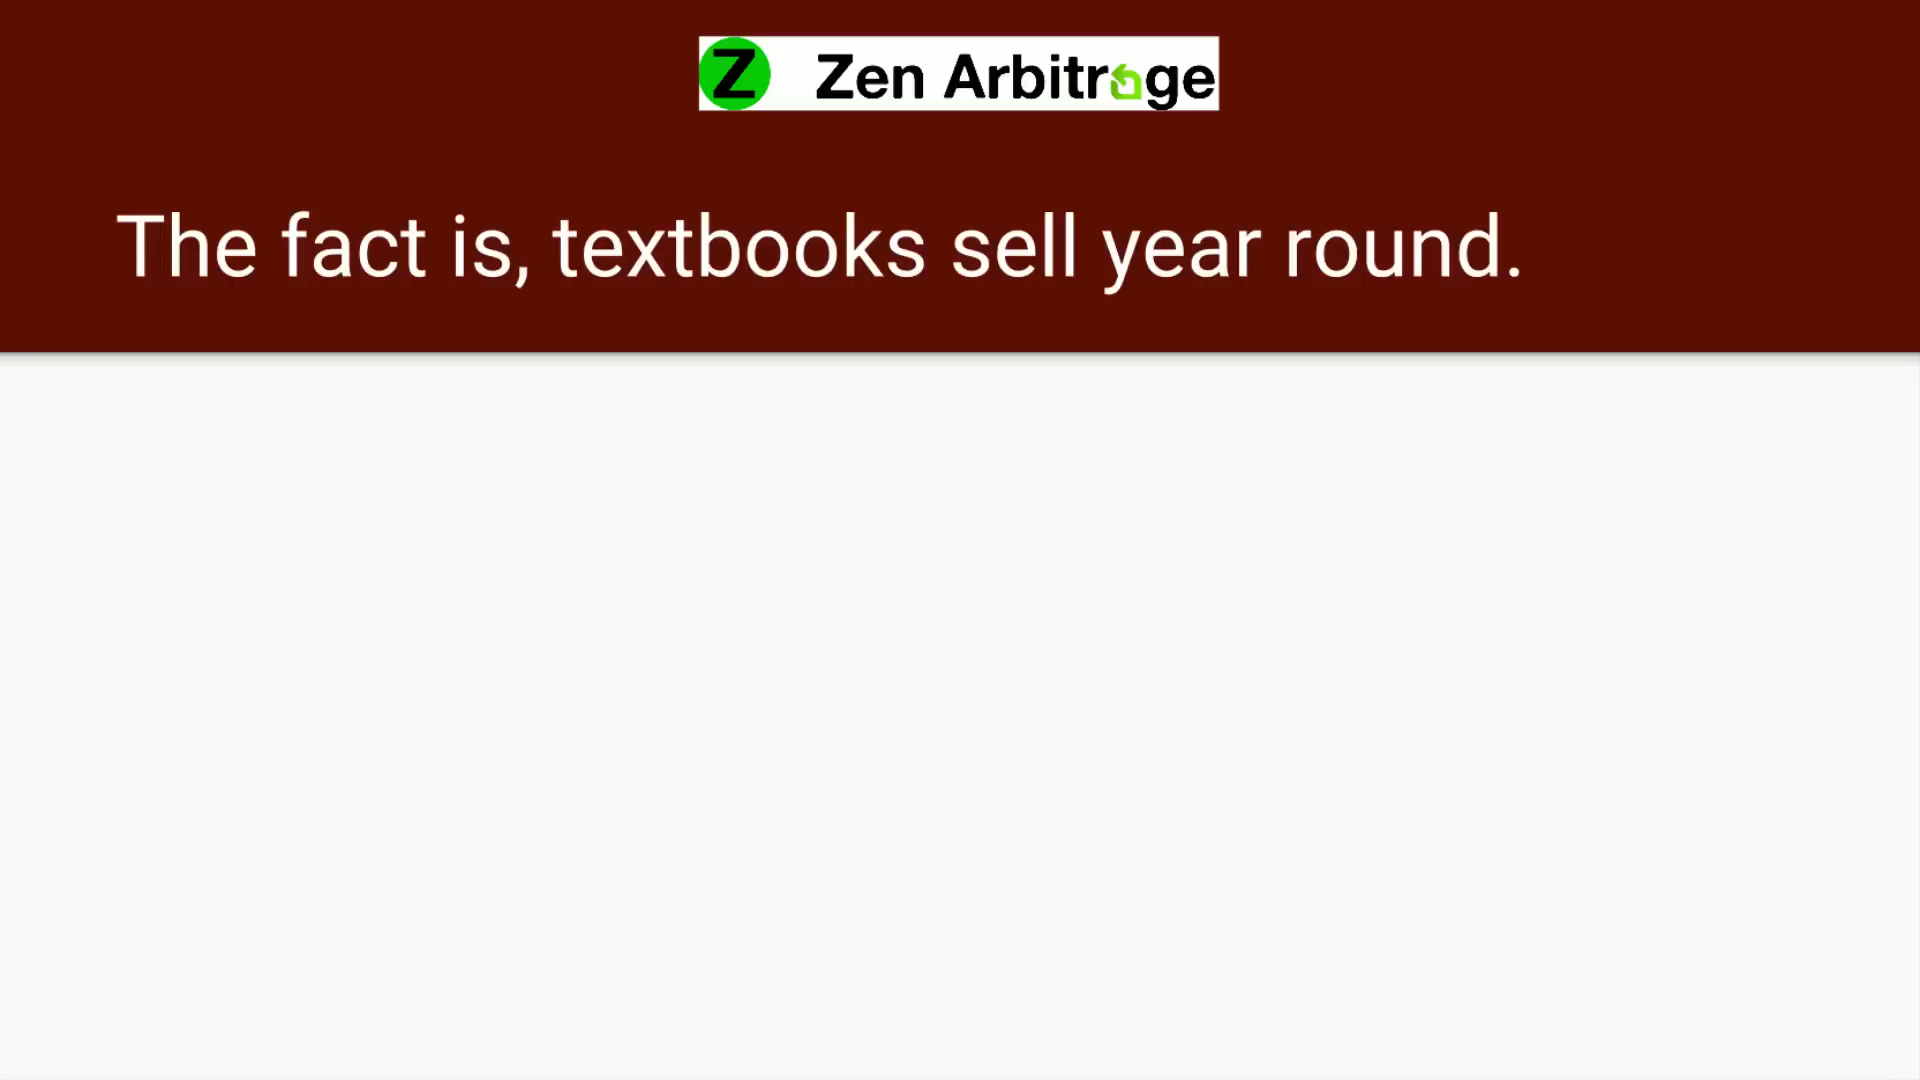 Z Zen Arbitrage
The fact is, textbooks sell year round.